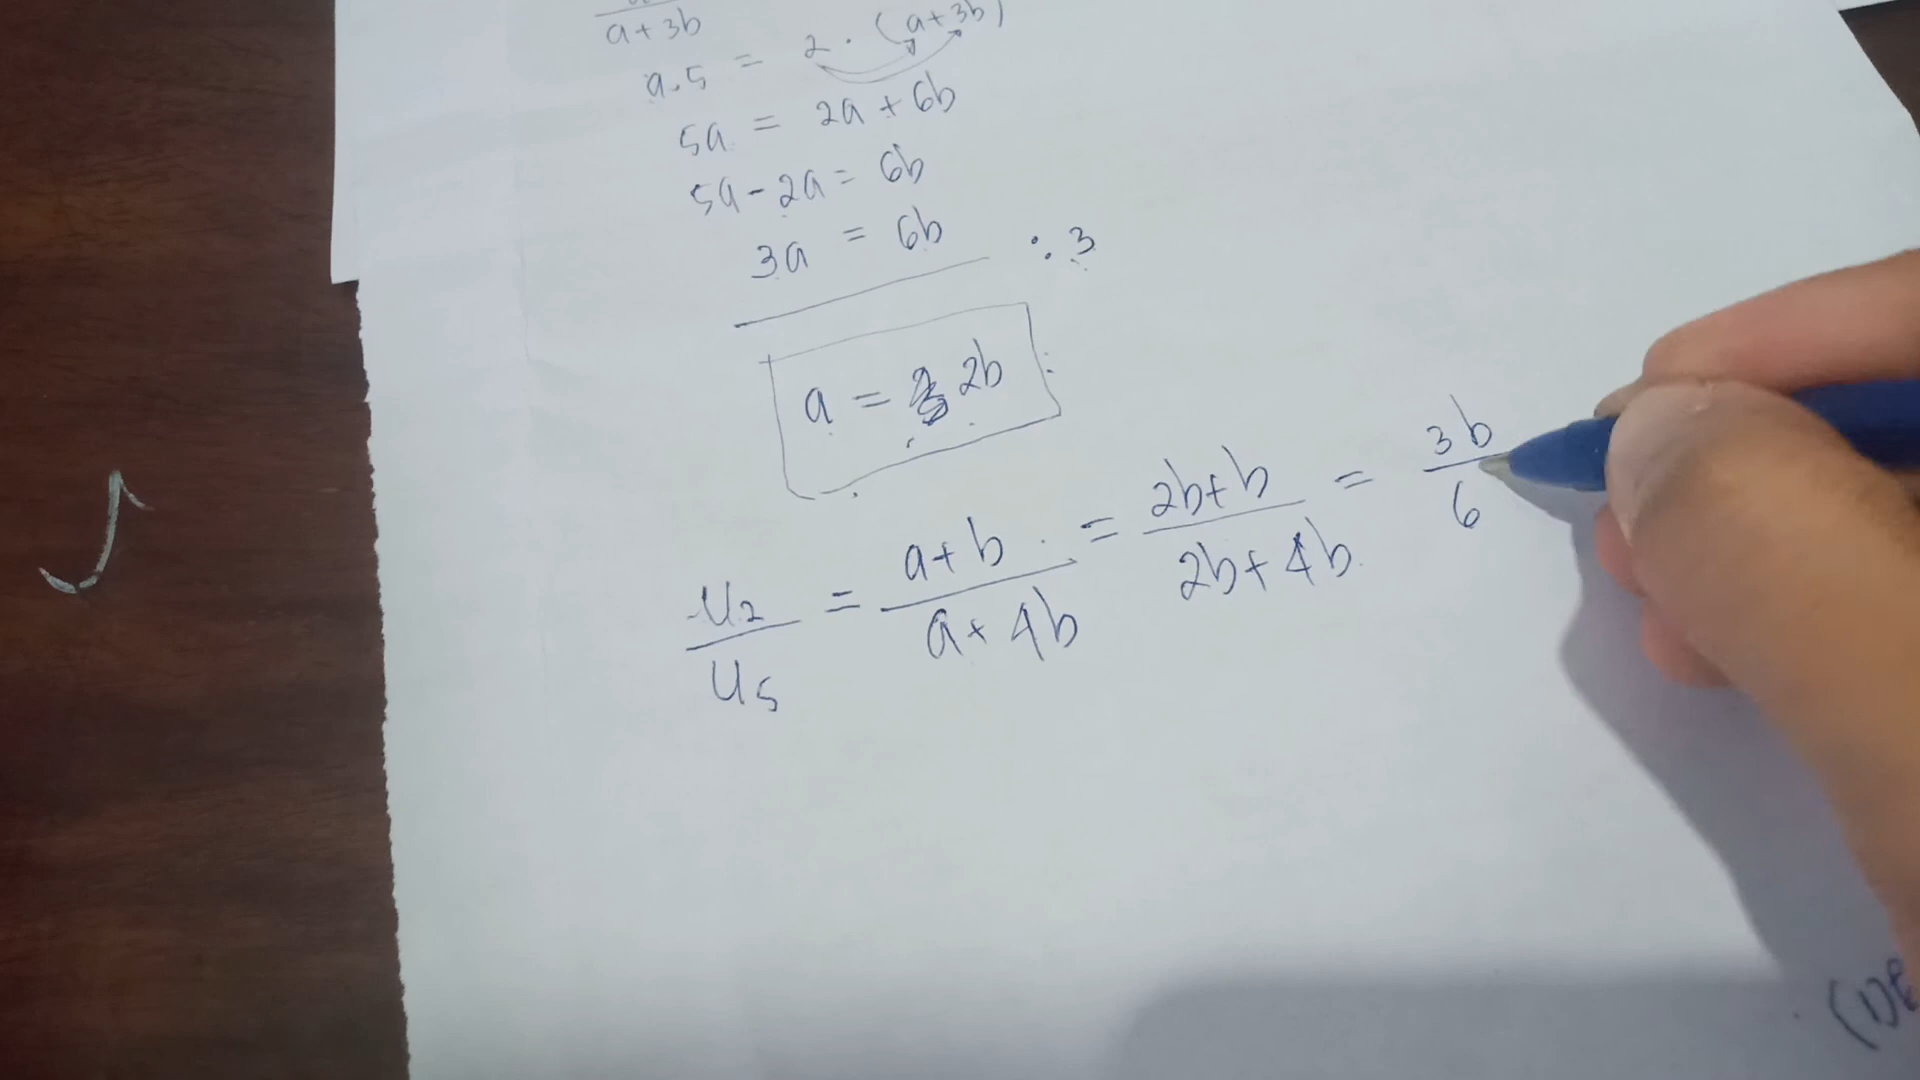 a+3b
a.5 = 2 . (a+3b)
5a = 2a + 6b
5a - 2a = 6b
3a = 6b : 3
a = 2b
U2/U5 = a+b/a+4b = 2b+b/2b+4b = 3b/6